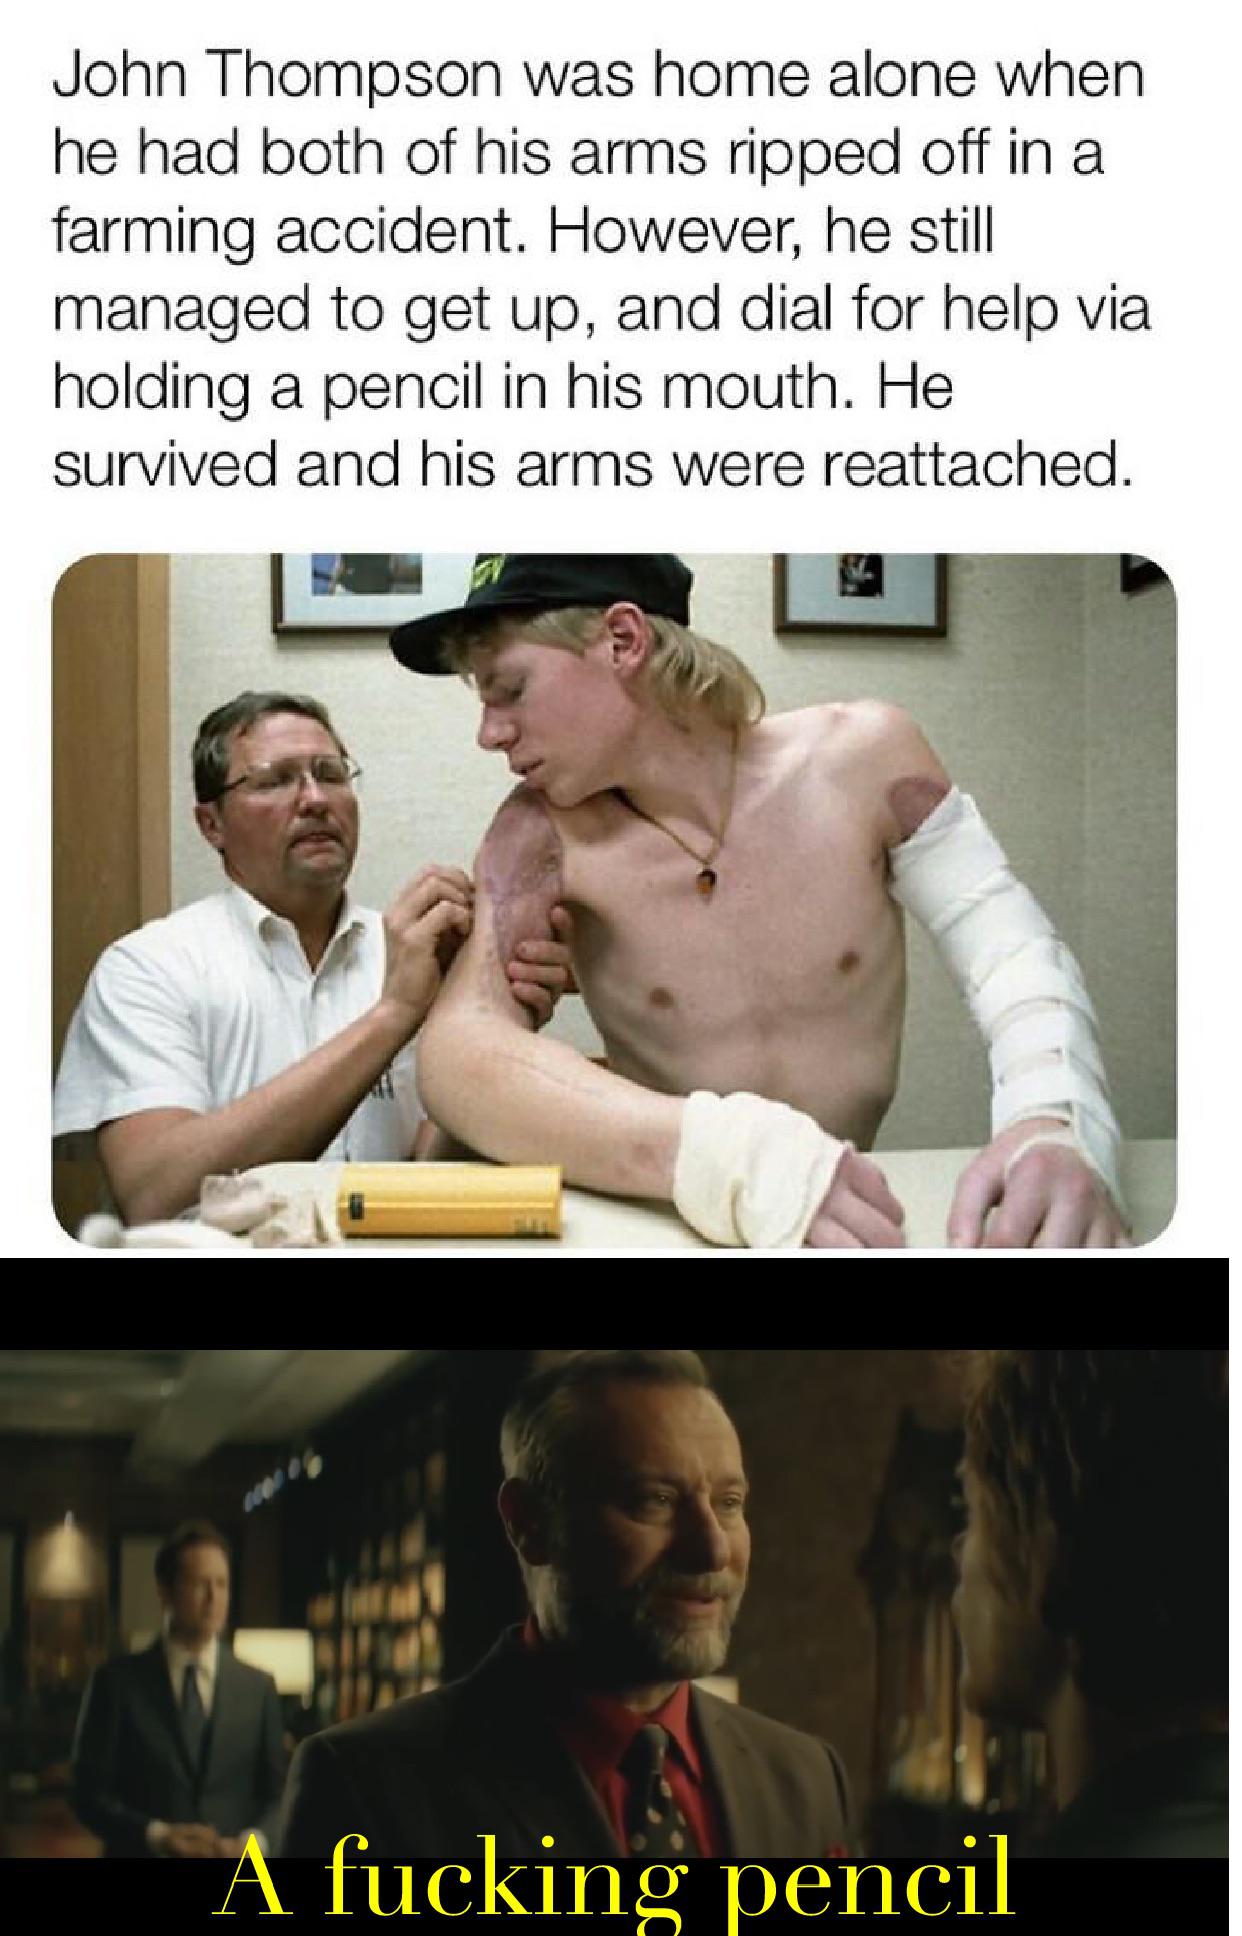 John Thompson was home alone when
he had both of his arms ripped off in a
farming accident. However, he still
managed to get up, and dial for help via
holding a pencil in his mouth. He
survived and his arms were reattached.
A fucking pencil